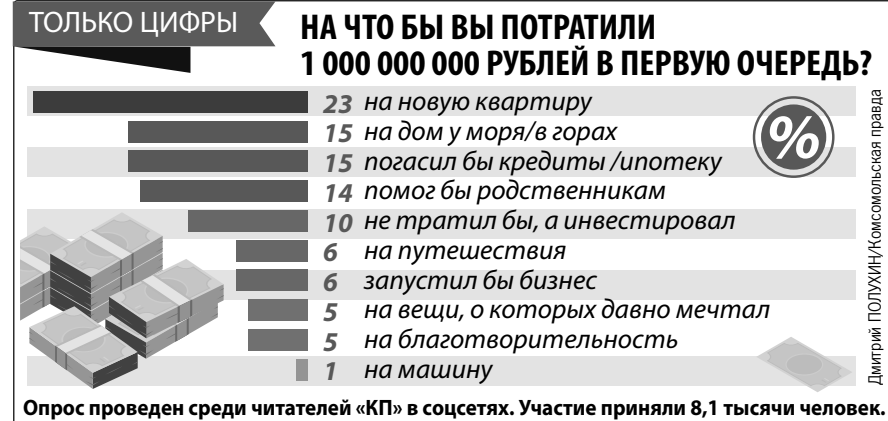 ТОЛЬКО ЦИФРЫ
НА ЧТО БЫ ВЫ ПОТРАТИЛИ
1 000 000 000 РУБЛЕЙ В ПЕРВУЮ ОЧЕРЕДЬ?
23 на новую квартиру
15 на дом у моря/в горах
15 погасил бы кредиты /ипотеку
14 помог бы родственникам
10 не тратил бы, а инвестировал
6 на путешествия
6 запустил бы бизнес
5 на вещи, о которых давно мечтал
5 на благотворительность
1 на машину
%
Дмитрий ПОЛУХИН/Комсомольская правда
Опрос проведен среди читателей «КП» в соцсетях. Участие приняли 8,1 тысячи человек.